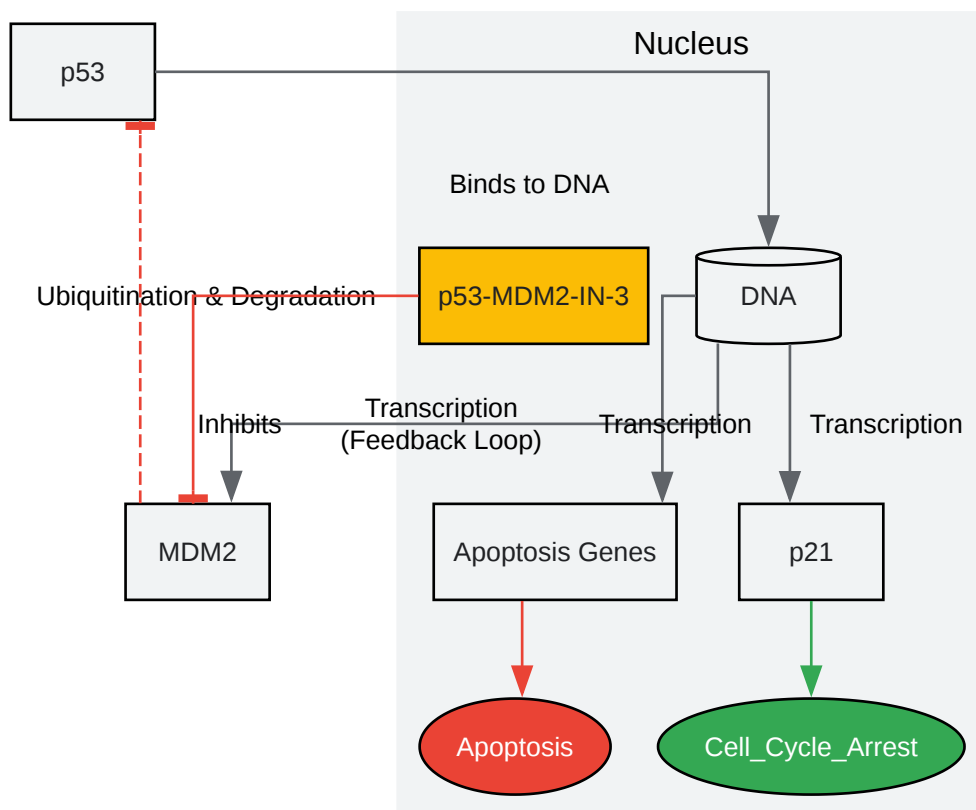 Nucleus
p53
Binds to DNA
Ubiquitination & Degradation
p53-MDM2-IN-3
DNA
Inhibits
Transcription
(Feedback Loop)
Transcription
Transcription
MDM2
Apoptosis Genes
p21
Apoptosis
Cell_Cycle_Arrest